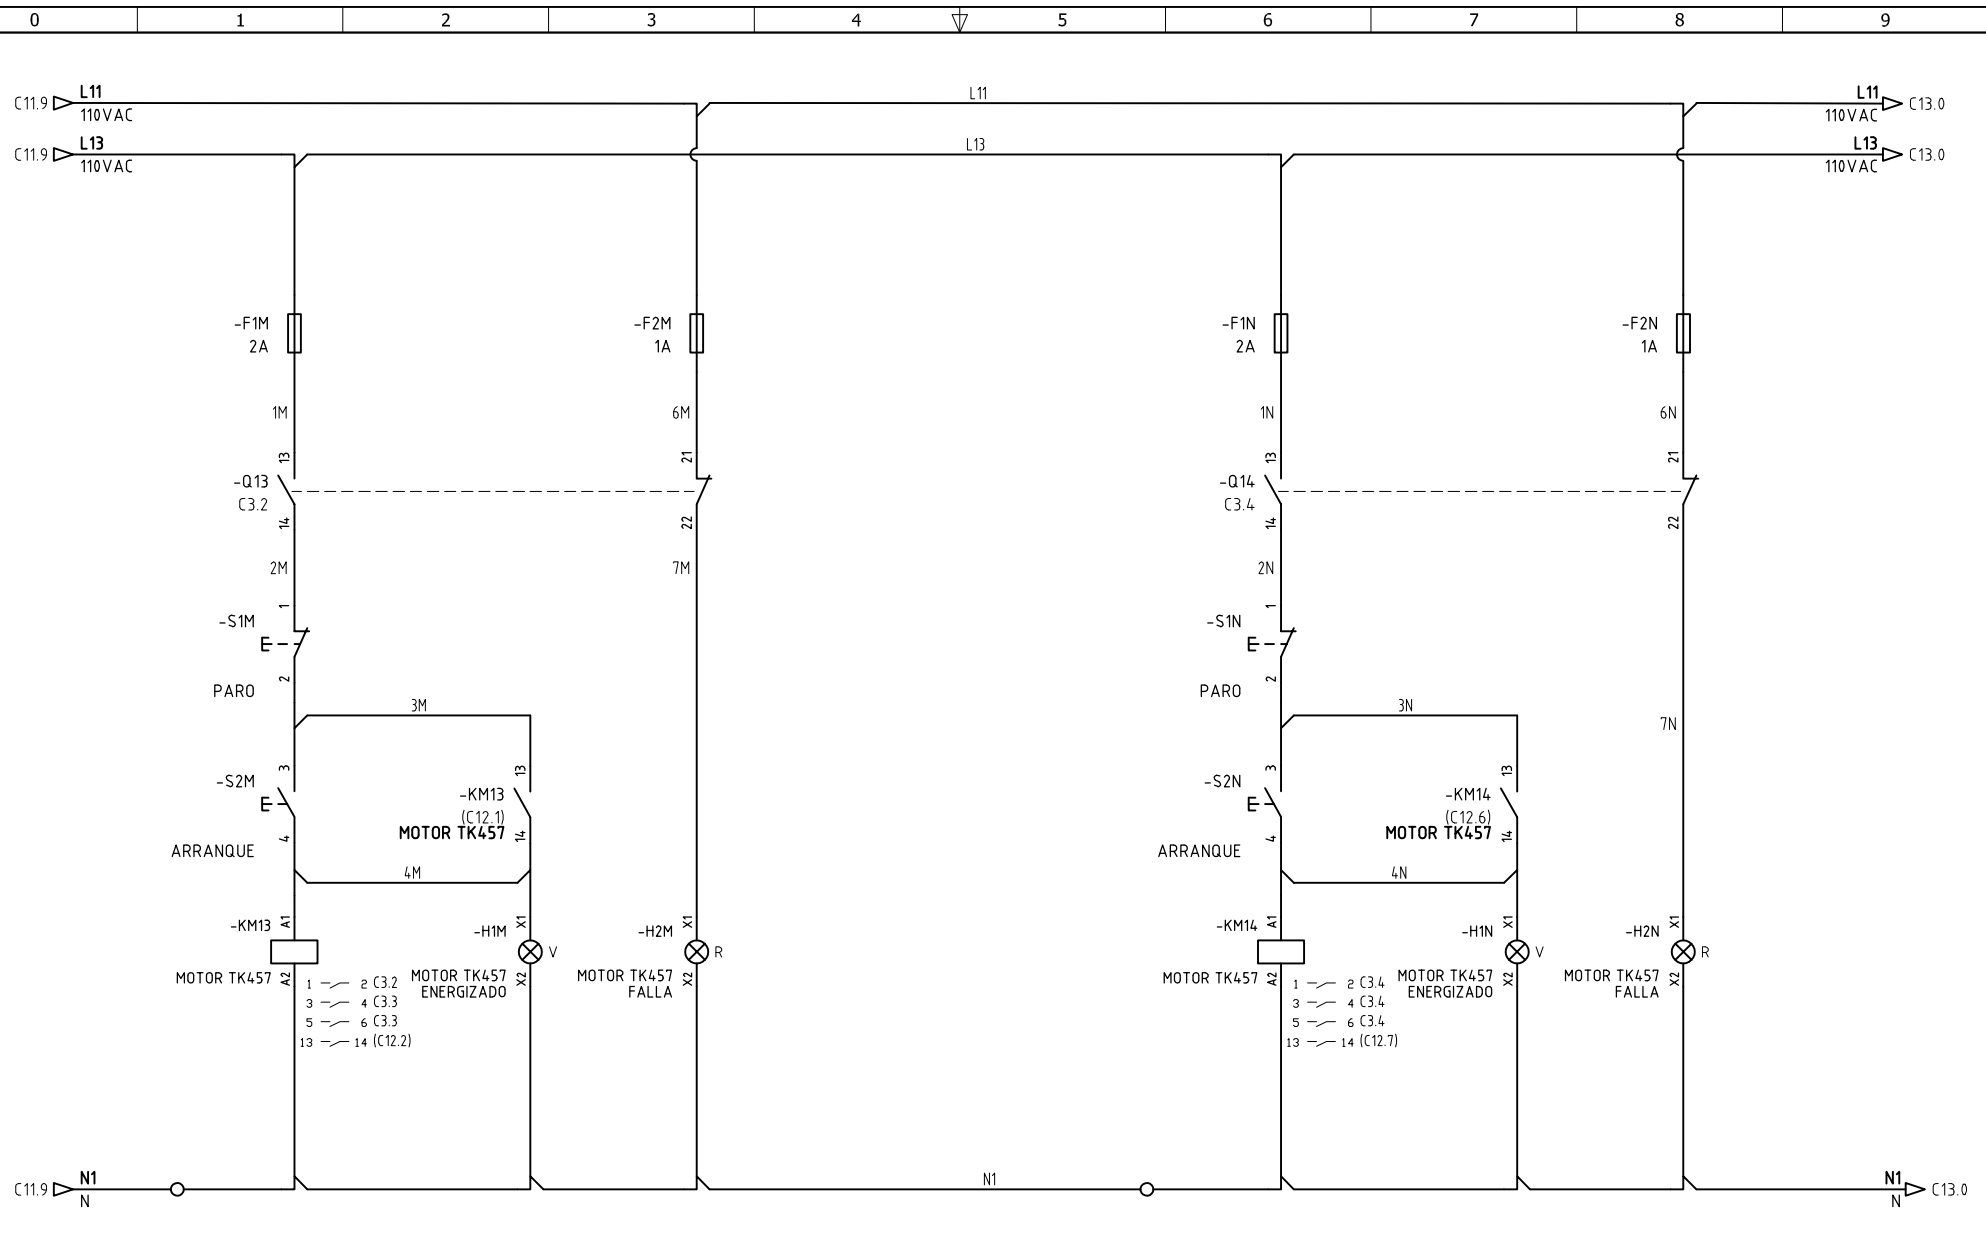 0 1 2 3 4 5 6 7 8 9
C11.9 L11 L11 L11 C13.0
110VAC 110VAC
C11.9 L13 L13 L13 C13.0
110VAC 110VAC
-F1M -F2M -F1N -F2N
2A 1A 2A 1A
1M 6M 1N 6N
13 21 13 21
-Q13 -Q14
C3.2 C3.4
14 22 14 22
2M 7M 2N
1 1
-S1M -S1N
2 2
PARO PARO
3M 3N
7N
3 13 3 13
-S2M -S2N
-KM13 -KM14
(C12.1) (C12.6)
MOTOR TK457 MOTOR TK457
4 14 4 14
ARRANQUE ARRANQUE
4M 4N
A1 X1 X1 A1 X1 X1
-KM13 -H1M -H2M -KM14 -H1N -H2N
V R V R
MOTOR TK457 A2 MOTOR TK457 X2 MOTOR TK457 X2 MOTOR TK457 A2 MOTOR TK457 X2 MOTOR TK457 X2
ENERGIZADO FALLA ENERGIZADO FALLA
1 2 C3.2 1 2 C3.4
3 4 C3.3 3 4 C3.4
5 6 C3.3 5 6 C3.4
13 14 (C12.2) 13 14 (C12.7)
C11.9 N1 N1 N1 C13.0
N N